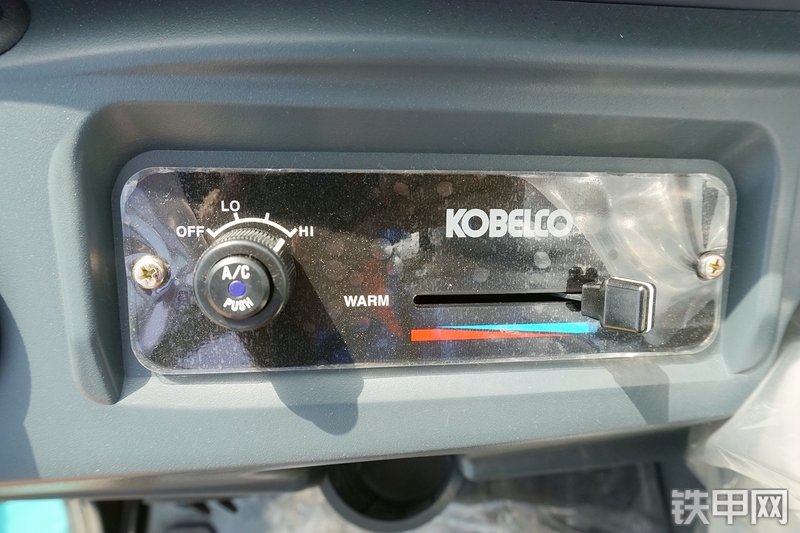 LO
OFF HI
KOBELCO
A/C
PUSH
WARM
铁甲网